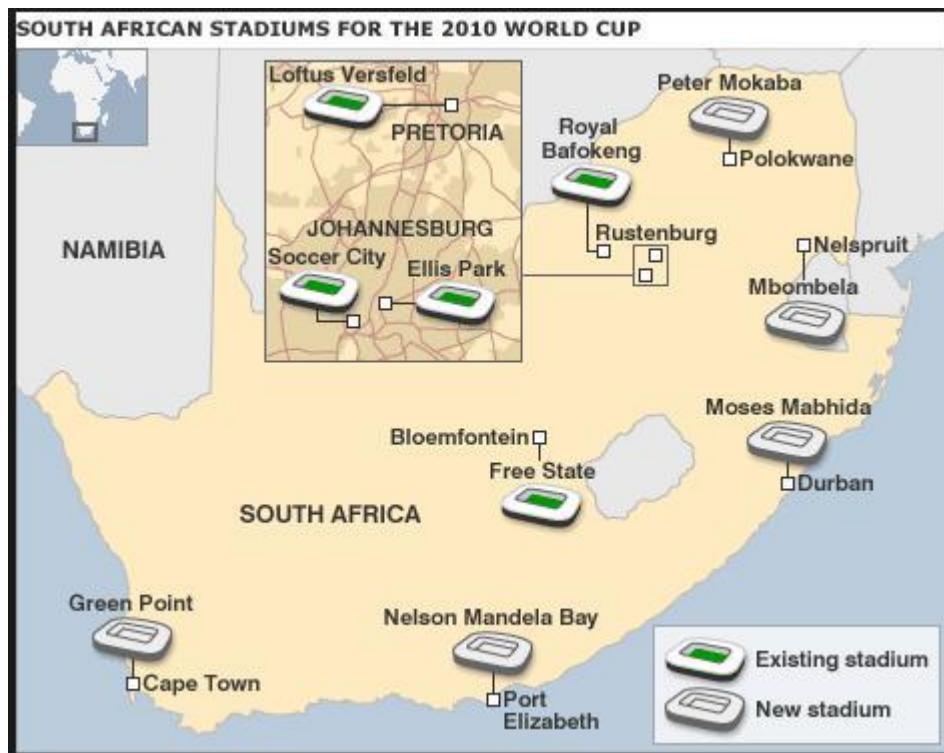 SOUTH AFRICAN STADIUMS FOR THE 2010 WORLD CUP
Loftus Versfeld
PRETORIA
JOHANNESBURG
Soccer City
Ellis Park
Peter Mokaba
Polokwane
Royal
Bafokeng
Rustenburg
Nelspruit
Mbombela
NAMIBIA
Moses Mabhida
Durban
Bloemfontein
Free State
SOUTH AFRICA
Green Point
Cape Town
Nelson Mandela Bay
Port
Elizabeth
Existing stadium
New stadium